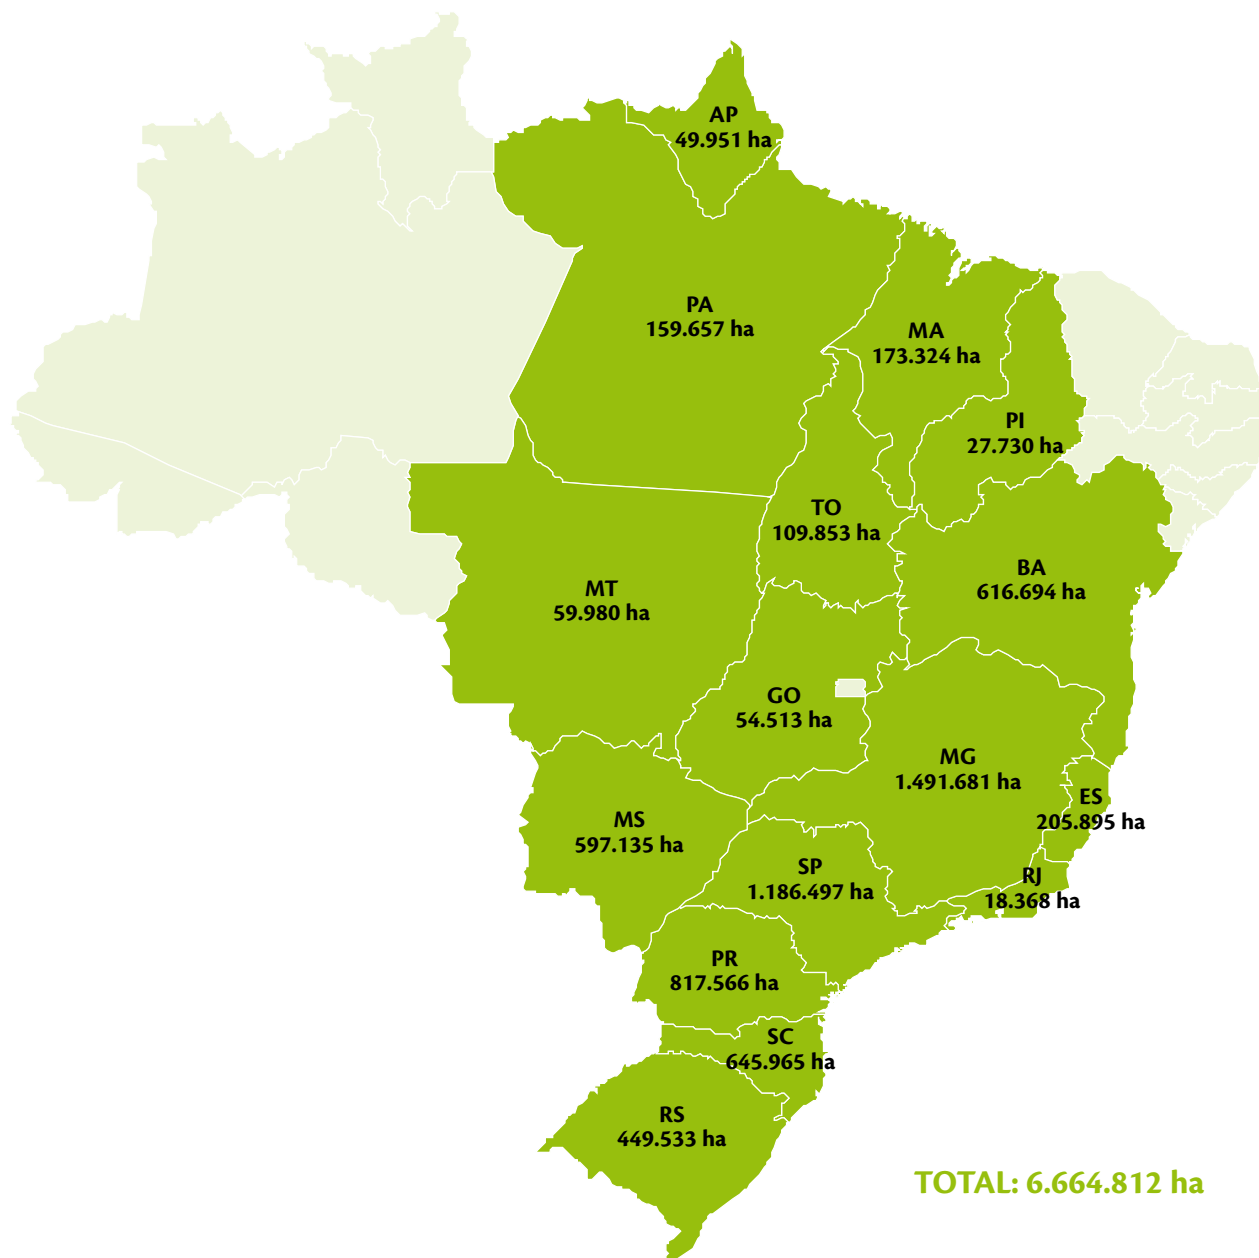 AP
49.951 ha
PA
159.657 ha
MA
173.324 ha
PI
27.730 ha
TO
109.853 ha
BA
616.694 ha
MT
59.980 ha
GO
54.513 ha
MG
1.491.681 ha
ES
205.895 ha
MS
597.135 ha
SP
1.186.497 ha
RJ
18.368 ha
PR
817.566 ha
SC
645.965 ha
RS
449.533 ha
TOTAL: 6.664.812 ha